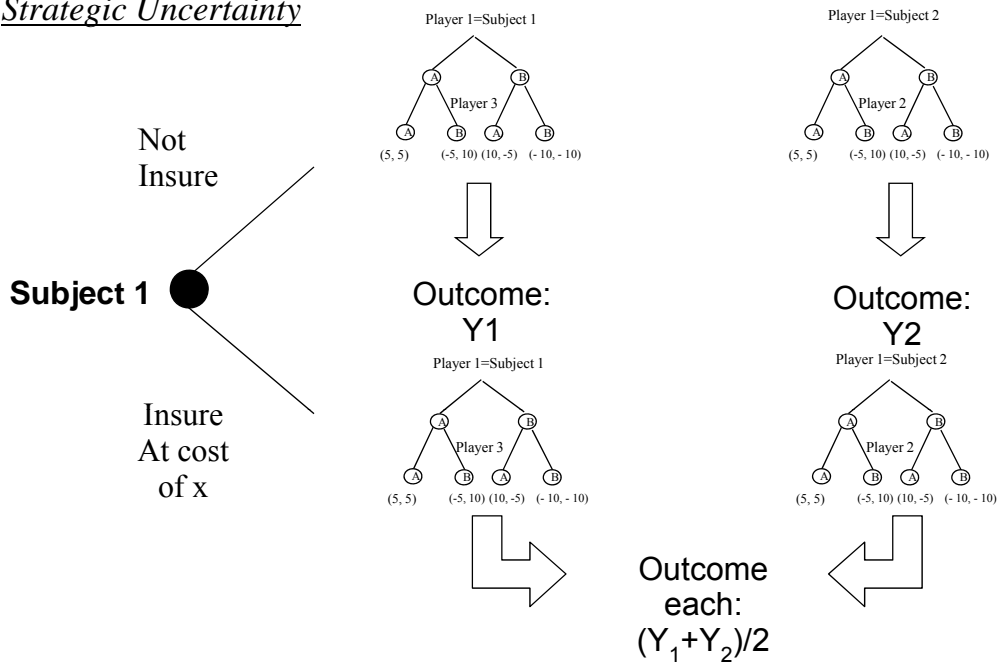 Strategic Uncertainty
Player 1=Subject 1
A B
Player 3
A B A B
(5, 5) (-5, 10) (10, -5) (- 10, - 10)
Player 1=Subject 2
A B
Player 2
A B A B
(5, 5) (-5, 10) (10, -5) (- 10, - 10)
Not
Insure
Subject 1
Outcome:
Y1
Outcome:
Y2
Insure
At cost
of x
Player 1=Subject 1
A B
Player 3
A B A B
(5, 5) (-5, 10) (10, -5) (- 10, - 10)
Player 1=Subject 2
A B
Player 2
A B A B
(5, 5) (-5, 10) (10, -5) (- 10, - 10)
Outcome
each:
(Y₁+Y₂)/2